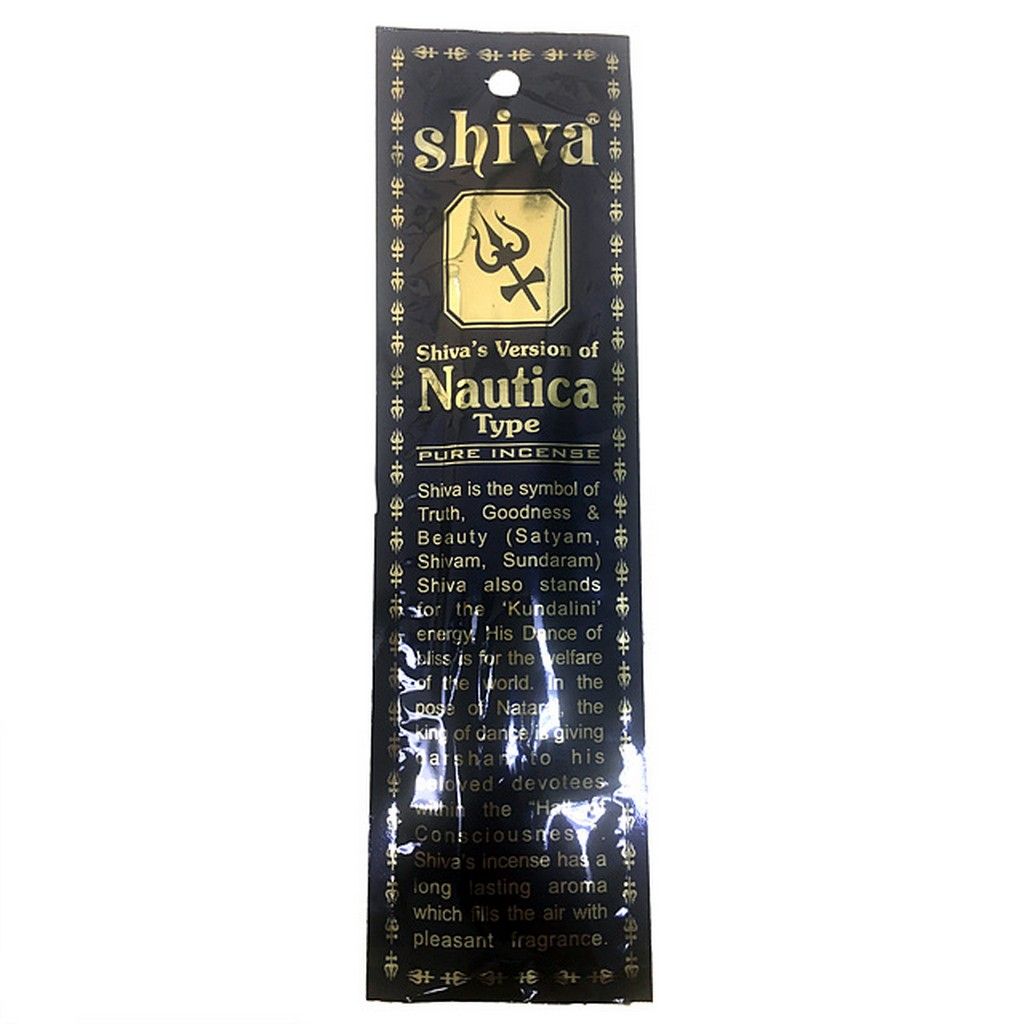 shiva®
Shiva's Version of
Nautica
Type
PURE INCENSE
Shiva is the symbol of
Truth, Goodness &
Beauty (Satyam,
Shivam, Sundaram)
Shiva also stands
for the 'Kundalini'
energy. His Dance of
bliss is for the welfare
of the world. In the
pose of the
king of dance is giving
darshan to his
beloved devotees
within the
Shiva's incense has a
long lasting aroma
which fills the air with
pleasant fragrance.